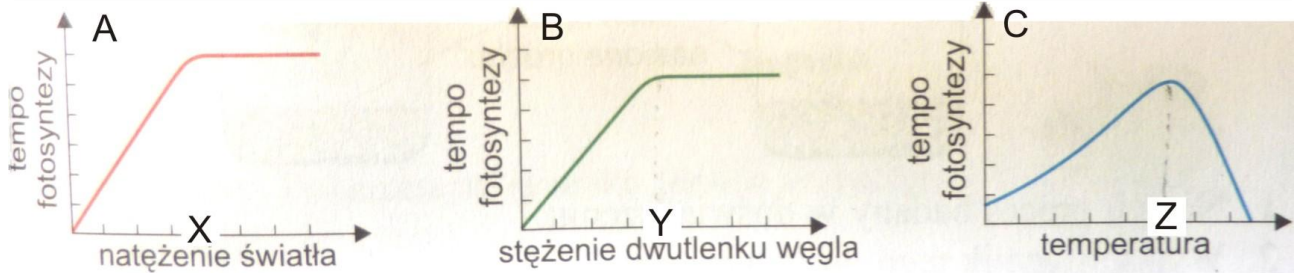 A
tempo
fotosyntezy
X
natężenie światła
B
tempo
fotosyntezy
Y
stężenie dwutlenku węgla
C
tempo
fotosyntezy
Z
temperatura